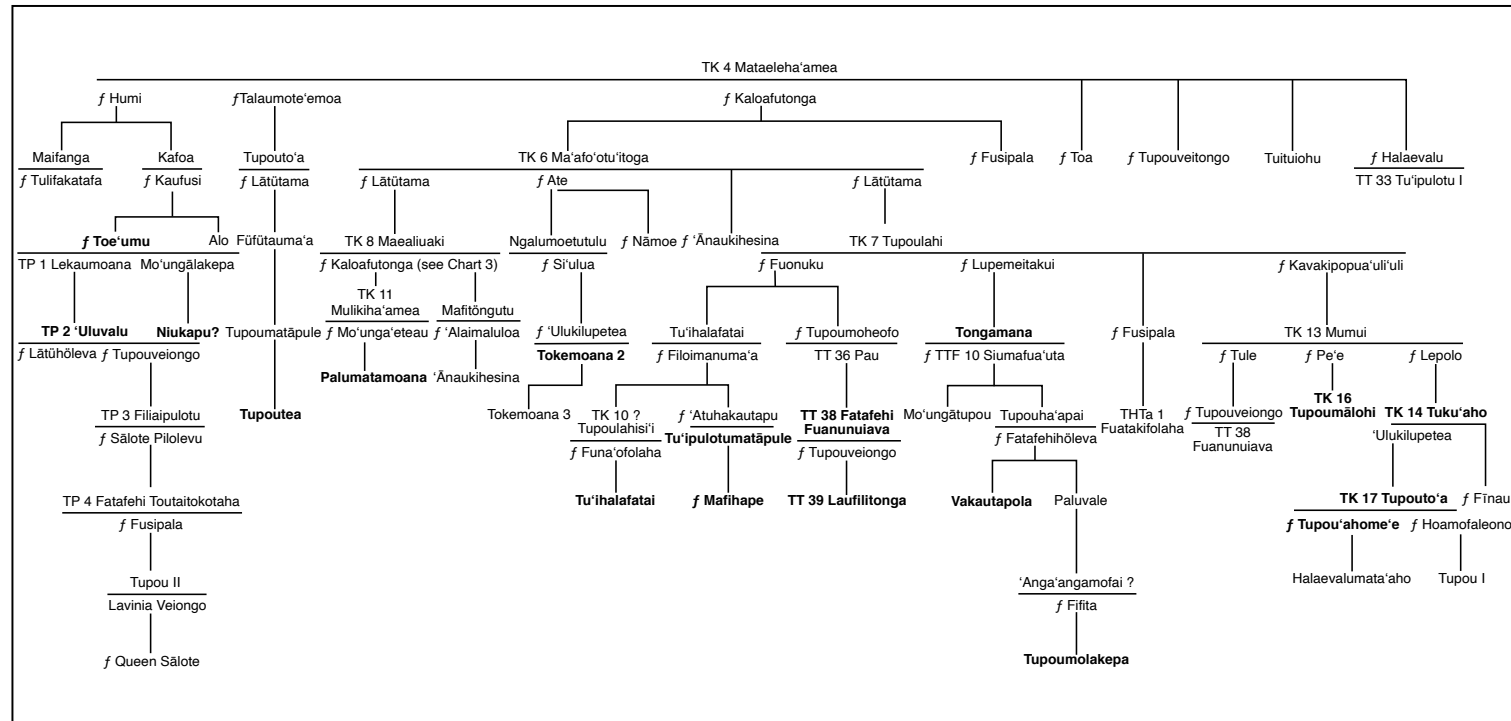 TK 4 Mataeleha‘amea
ƒ Humi
ƒTalaumote‘emoa
ƒ Kaloafutonga
Maifanga
Kafoa
Tupouto‘a
TK 6 Ma‘afo‘otu‘itoga
ƒ Fusipala
ƒ Toa
ƒ Tupouveitongo
Tuituiohu
ƒ Halaevalu
ƒ Tulifakatafa
ƒ Kaufusi
ƒ Lātūtama
ƒ Lātūtama
ƒ Ate
ƒ Lātūtama
TT 33 Tu‘ipulotu I
ƒ Toe‘umu
Alo
Fūfūtauma‘a
TK 8 Maealiuaki
Ngalumoetutulu
ƒ Nāmoe
ƒ ‘Ānaukihesina
TK 7 Tupoulahi
TP 1 Lekaumoana
Mo‘ungālakepa
ƒ Kaloafutonga (see Chart 3)
ƒ Si‘ulua
ƒ Fuonuku
ƒ Lupemeitakui
ƒ Kavakipopua‘uli‘uli
TK 11
Mulikiha‘amea
Mafitōngutu
TP 2 ‘Uluvalu
Niukapu?
Tupoumatāpule
ƒ Mo‘unga‘eteau
ƒ ‘Alaimaluloa
ƒ ‘Ulukilupetea
Tu‘ihalafatai
ƒ Tupoumoheofo
Tongamana
ƒ Fusipala
TK 13 Mumui
ƒ Lātūhōleva
ƒ Tupouveiongo
Tokemoana 2
ƒ Filoimanuma‘a
TT 36 Pau
ƒ TTF 10 Siumafua‘uta
ƒ Tule
ƒ Pe‘e
ƒ Lepolo
Palumatamoana
‘Ānaukihesina
TP 3 Filiaipulotu
Tupoutea
Tokemoana 3
TK 10 ?
Tupoulahisi‘i
ƒ ‘Atuhakautapu
TT 38 Fatafehi
Fuanunuiava
Mo‘ungātupou
Tupouha‘apai
THTa 1
Fuatakifolaha
ƒ Tupouveiongo
TK 16
Tupoumālohi
TK 14 Tuku‘aho
ƒ Sālote Pilolevu
ƒ Funa‘ofolaha
Tu‘ipulotumatāpule
ƒ Tupouveiongo
ƒ Fatafehihōleva
TT 38
Fuanunuiava
‘Ulukilupetea
TP 4 Fatafehi Toutaitokotaha
Tu‘ihalafatai
ƒ Mafihape
TT 39 Laufilitonga
Vakautapola
Paluvale
TK 17 Tupouto‘a
ƒ Fīnau
ƒ Fusipala
ƒ Tupou‘ahome‘e
ƒ Hoamofaleono
Tupou II
‘Anga‘angamofai ?
Halaevalumata‘aho
Tupou I
Lavinia Veiongo
ƒ Fifita
ƒ Queen Sālote
Tupoumolakepa